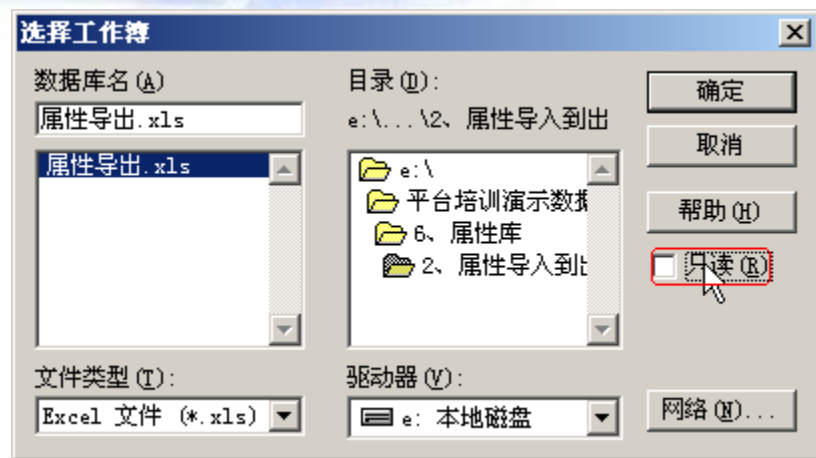 选择工作簿
数据库名(A)
属性导出.xls
属性导出.xls
文件类型(T):
Excel 文件 (*.xls)
目录(D):
e:\...\2、属性导入到出
e:\
平台培训演示数据
6、属性库
2、属性导入到出
驱动器(V):
e: 本地磁盘
确定
取消
帮助(H)
只读(R)
网络(N)...